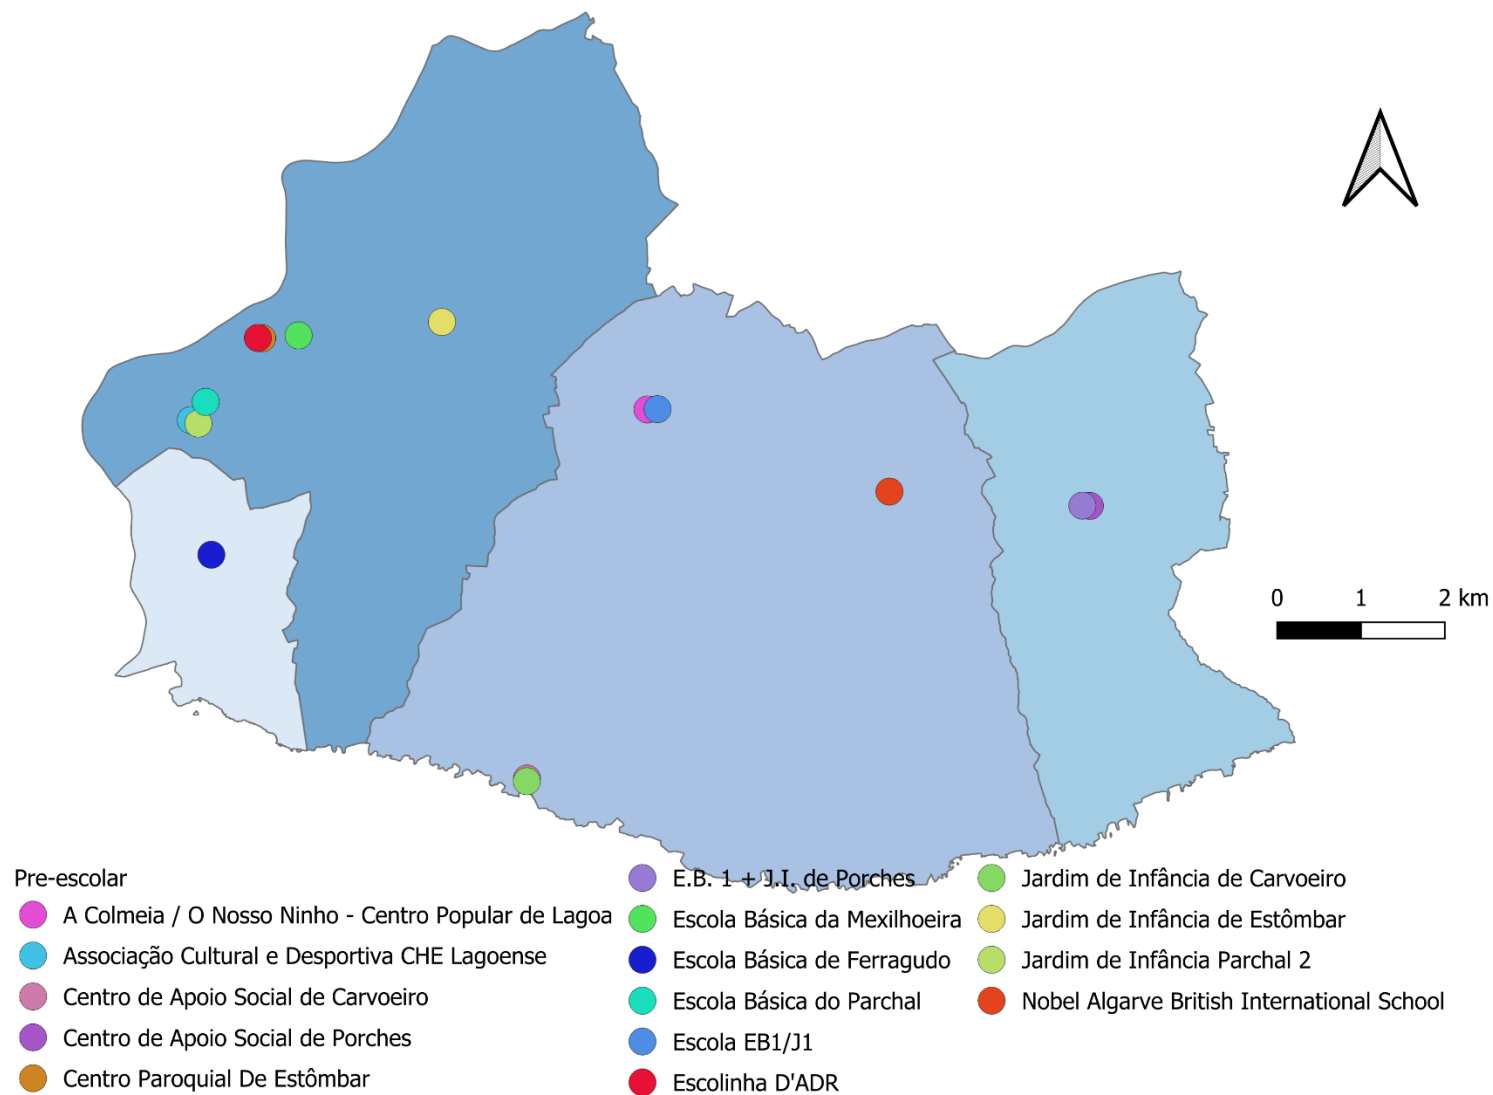 0 1 2 km
Pre-escolar
A Colmeia / O Nosso Ninho - Centro Popular de Lagoa
Associação Cultural e Desportiva CHE Lagoense
Centro de Apoio Social de Carvoeiro
Centro de Apoio Social de Porches
Centro Paroquial De Estômbar
E.B. 1 + J.I. de Porches
Escola Básica da Mexilhoeira
Escola Básica de Ferragudo
Escola Básica do Parchal
Escola EB1/J1
Escolinha D'ADR
Jardim de Infância de Carvoeiro
Jardim de Infância de Estômbar
Jardim de Infância Parchal 2
Nobel Algarve British International School